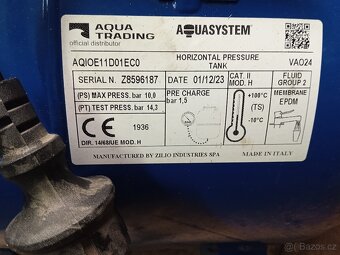 AQUA TRADING
official distributor
AQUASYSTEM
AQIOE11D01EC0
HORIZONTAL PRESSURE TANK
VAO24
SERIAL N. Z8596187
DATE 01/12/23
CAT. II
MOD. H
FLUID GROUP 2
(PS) MAX PRESS. bar 10,0
(PT) TEST PRESS. bar 14,3
PRE CHARGE
bar 1,5
+100°C
(TS)
-10°C
MEMBRANE
EPDM
CE
1936
DIR. 14/68/UE MOD. H
MANUFACTURED BY ZILIO INDUSTRIES SPA
MADE IN ITALY
bazos.cz